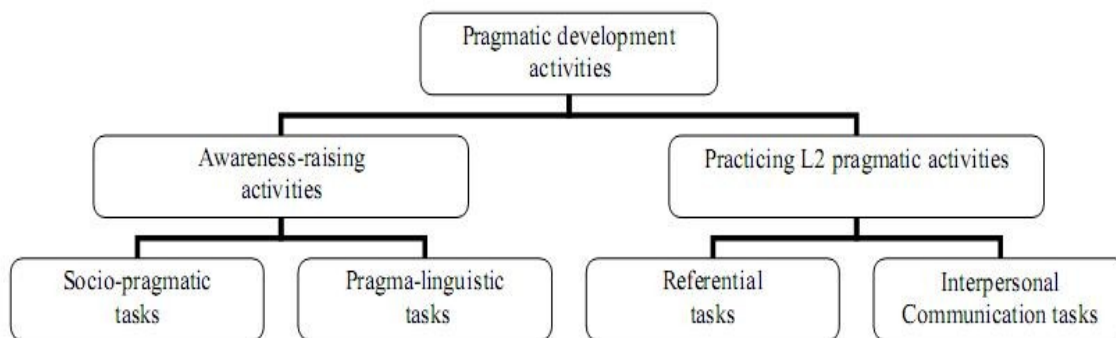 Pragmatic development
activities
Awareness-raising
activities
Practicing L2 pragmatic activities
Socio-pragmatic
tasks
Pragma-linguistic
tasks
Referential
tasks
Interpersonal
Communication tasks